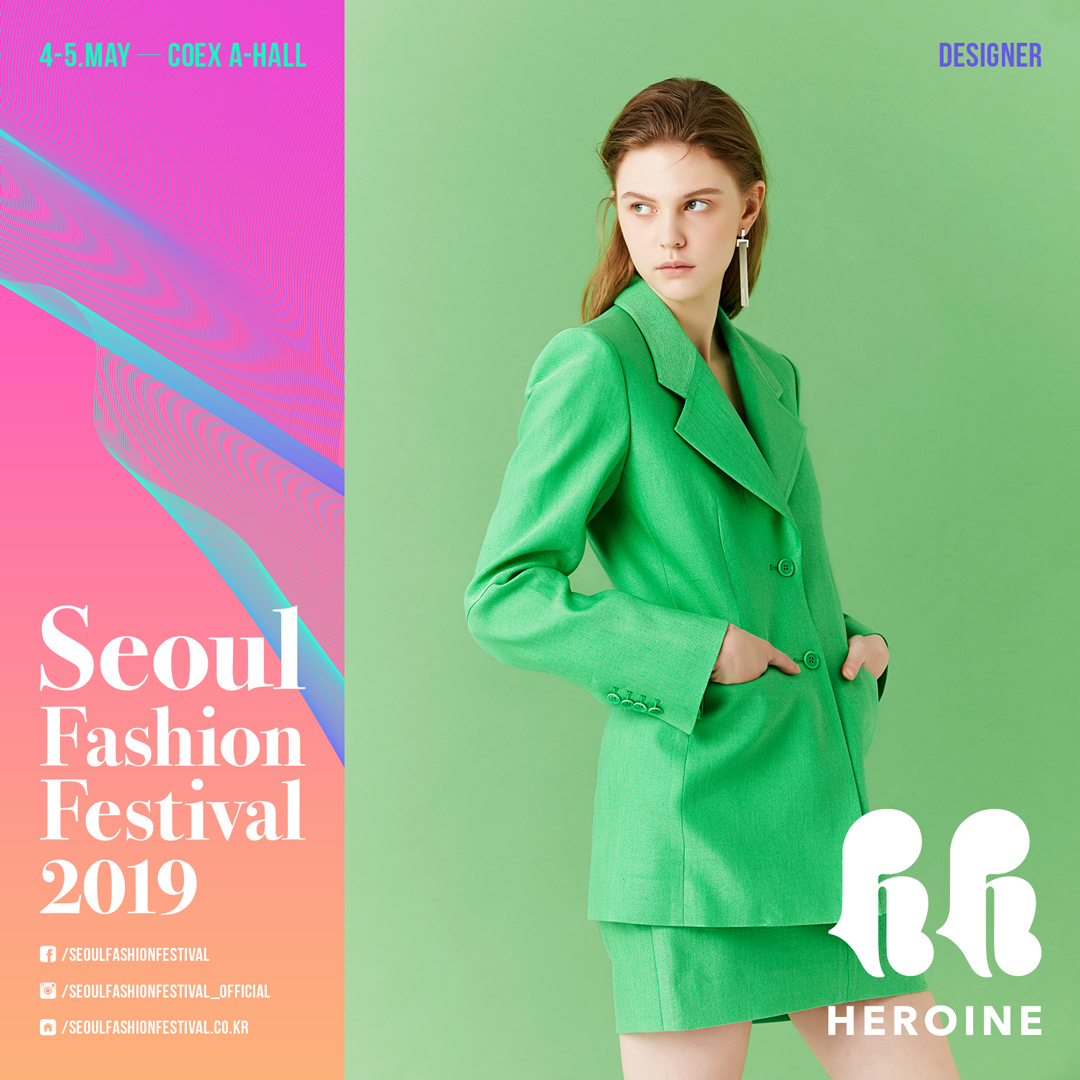 4-5.MAY — COEX A-HALL
DESIGNER
Seoul
Fashion
Festival
2019
/SEOULFASHIONFESTIVAL
/SEOULFASHIONFESTIVAL_OFFICIAL
/SEOULFASHIONFESTIVAL.CO.KR
HEROINE